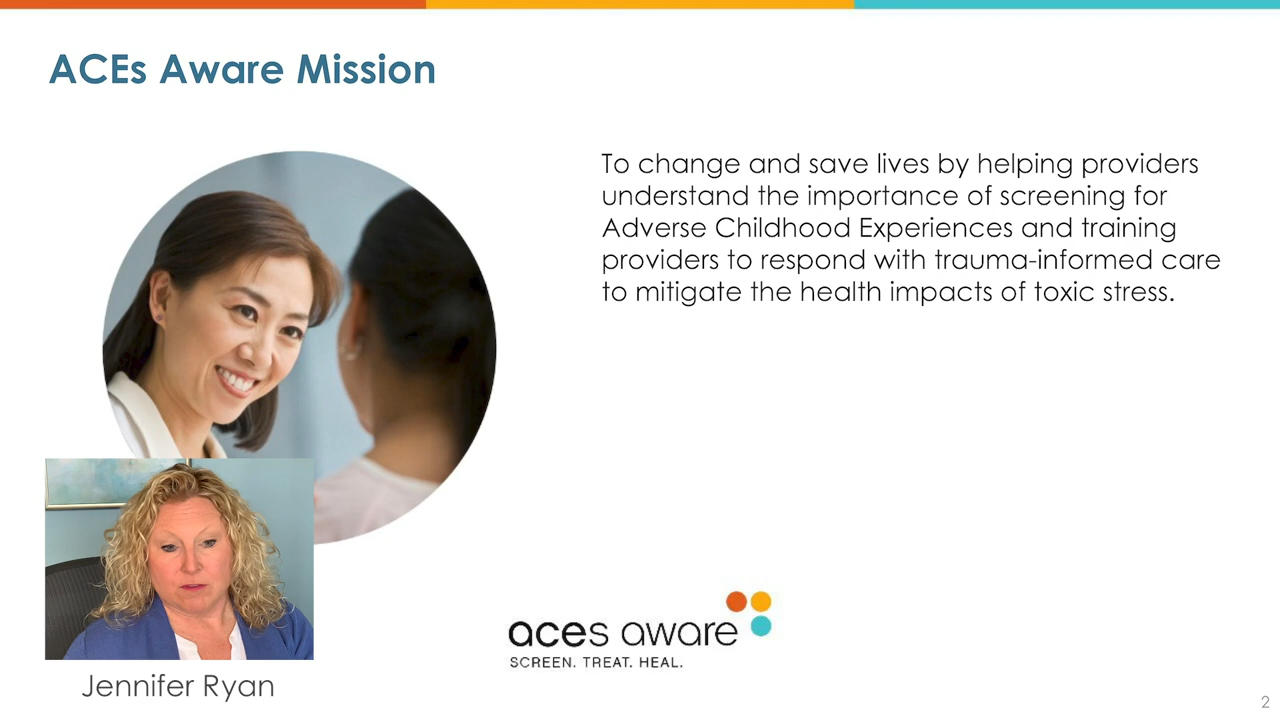 ACEs Aware Mission
To change and save lives by helping providers
understand the importance of screening for
Adverse Childhood Experiences and training
providers to respond with trauma-informed care
to mitigate the health impacts of toxic stress.
aces aware
SCREEN. TREAT. HEAL.
Jennifer Ryan
2